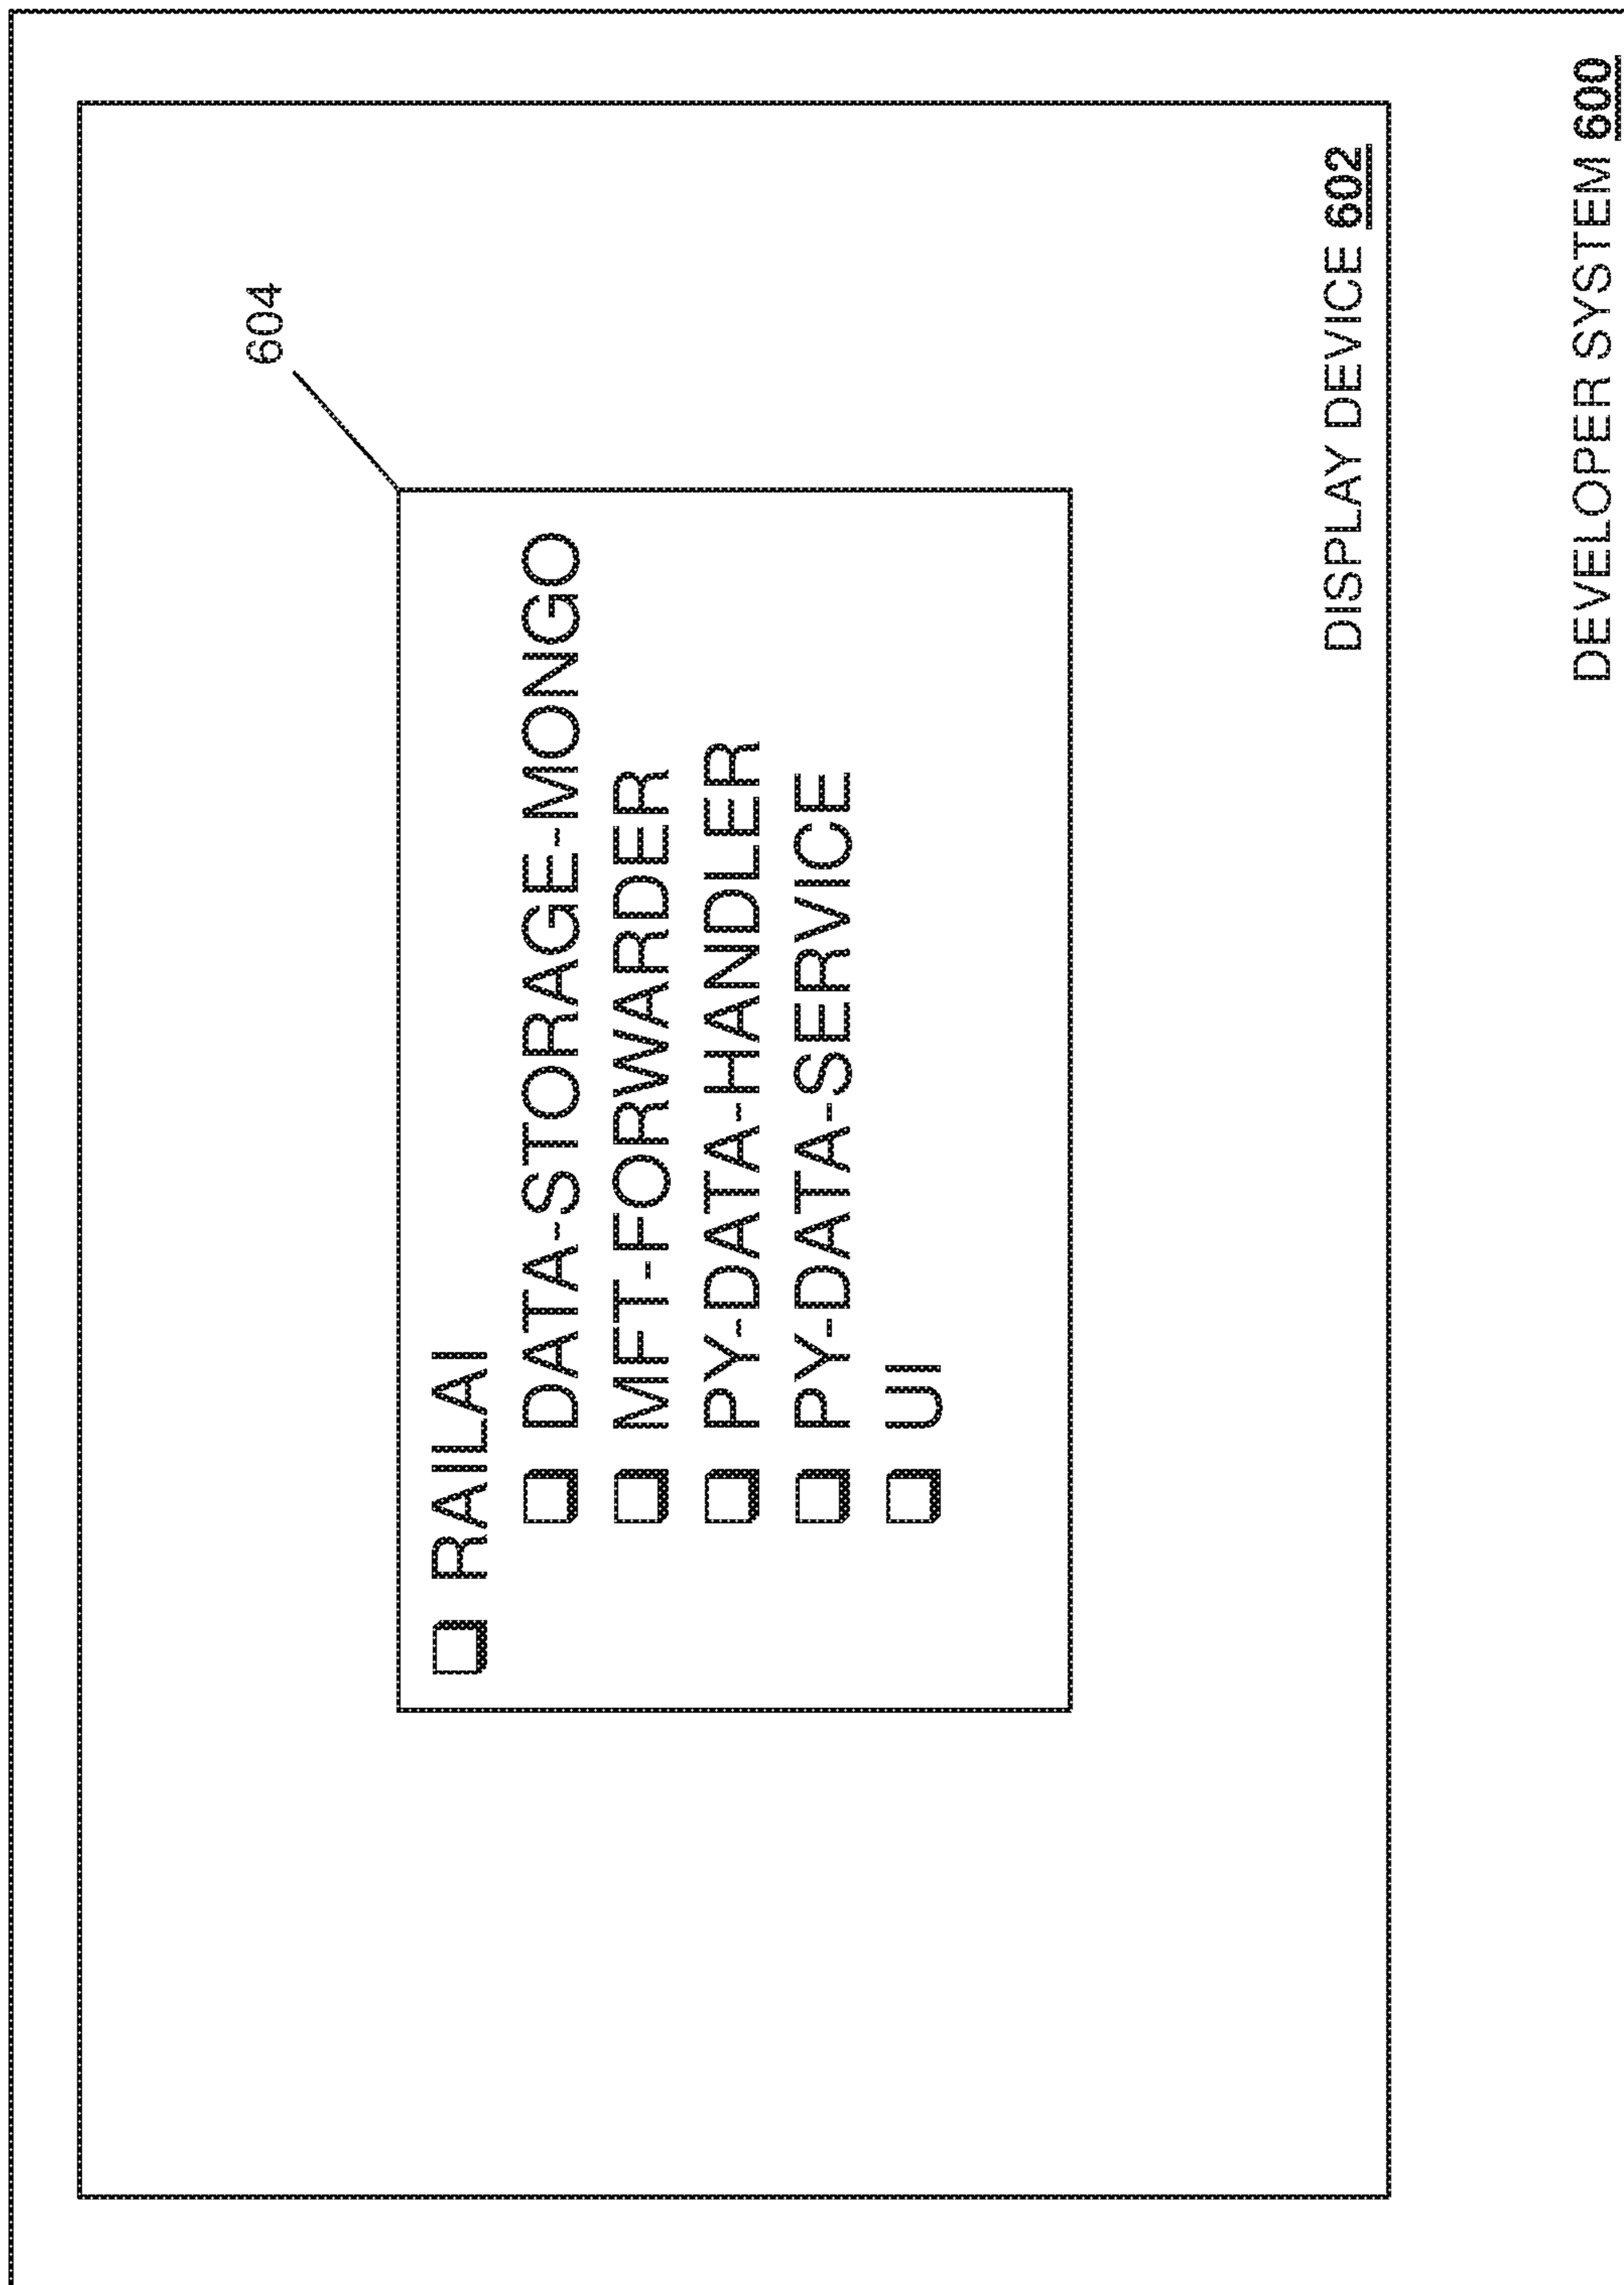 604
RAILAI
DATA-STORAGE-MONGO
MFT-FORWARDER
PY-DATA-HANDLER
PY-DATA-SERVICE
UI
DISPLAY DEVICE 602
DEVELOPER SYSTEM 600